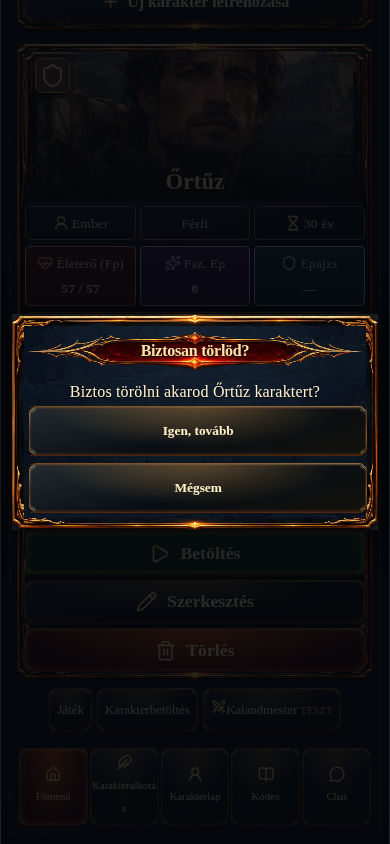 Új karakter létrehozása
Őrtűz
Ember
Férfi
30 év
Életerő (Fp)
Fsz. Ep
Épajzs
57 / 57
0
—
Biztosan törlöd?
Biztos törölni akarod Őrtűz karaktert?
Igen, tovább
Mégsem
Betöltés
Szerkesztés
Törlés
Játék
Karakterbetöltés
Kalandmester TESZT
Főmenü
Karakteralkotá
s
Karakterlap
Kódex
Chat